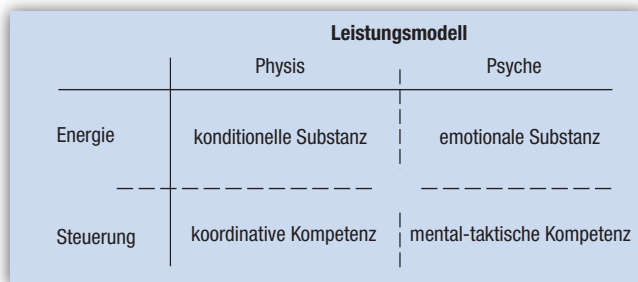 Leistungsmodell
Physis Psyche
Energie konditionelle Substanz emotionale Substanz
Steuerung koordinative Kompetenz mental-taktische Kompetenz